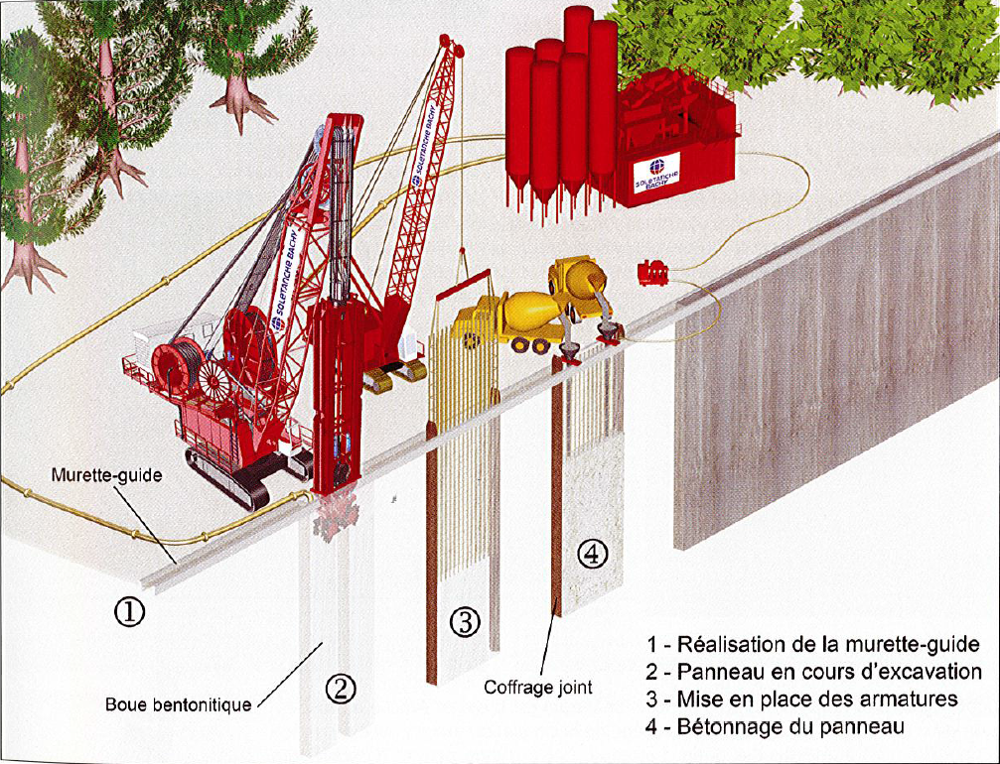 SOLETANCHE BACHY
SOLETANCHE BACHY
SOLETANCHE
BACHY
Murette-guide
1
2
3
4
Boue bentonitique
Coffrage joint
1 - Réalisation de la murette-guide
2 - Panneau en cours d'excavation
3 - Mise en place des armatures
4 - Bétonnage du panneau